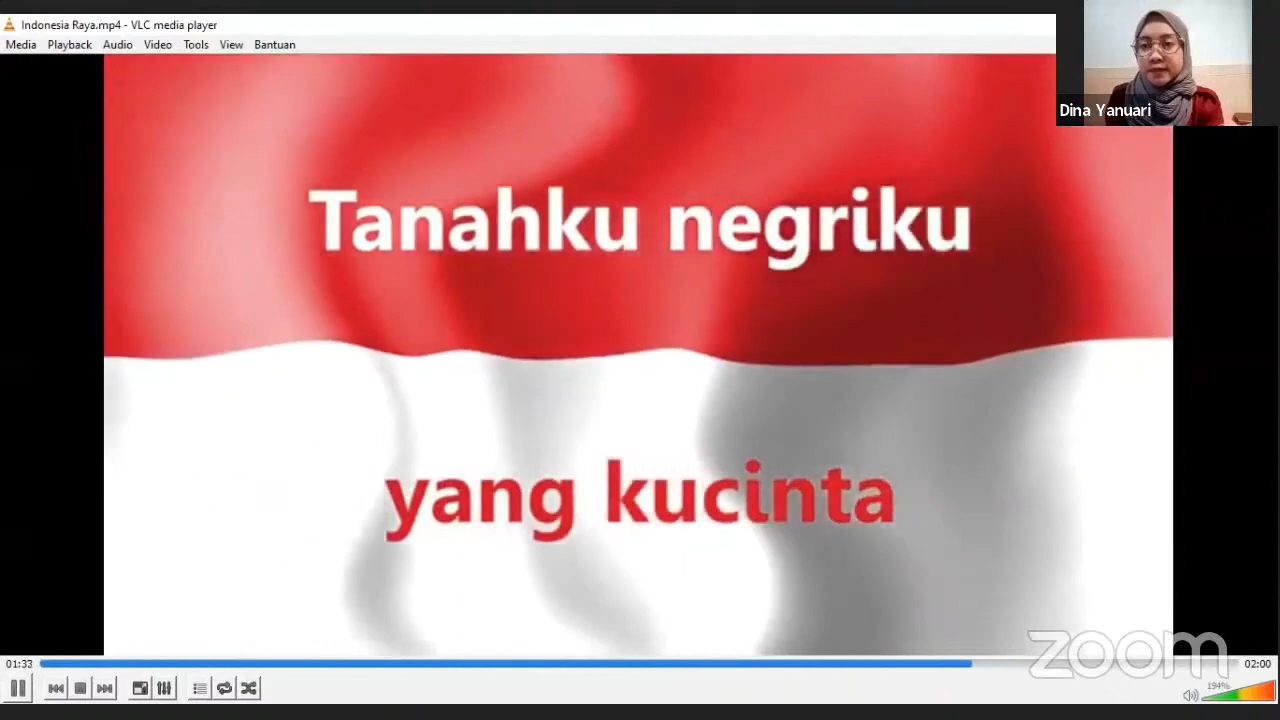 Indonesia Raya.mp4 - VLC media player
Media Playback Audio Video Tools View Bantuan
Dina Yanuari
Tanahku negriku
yang kucinta
zoom
01:33
02:00
194%